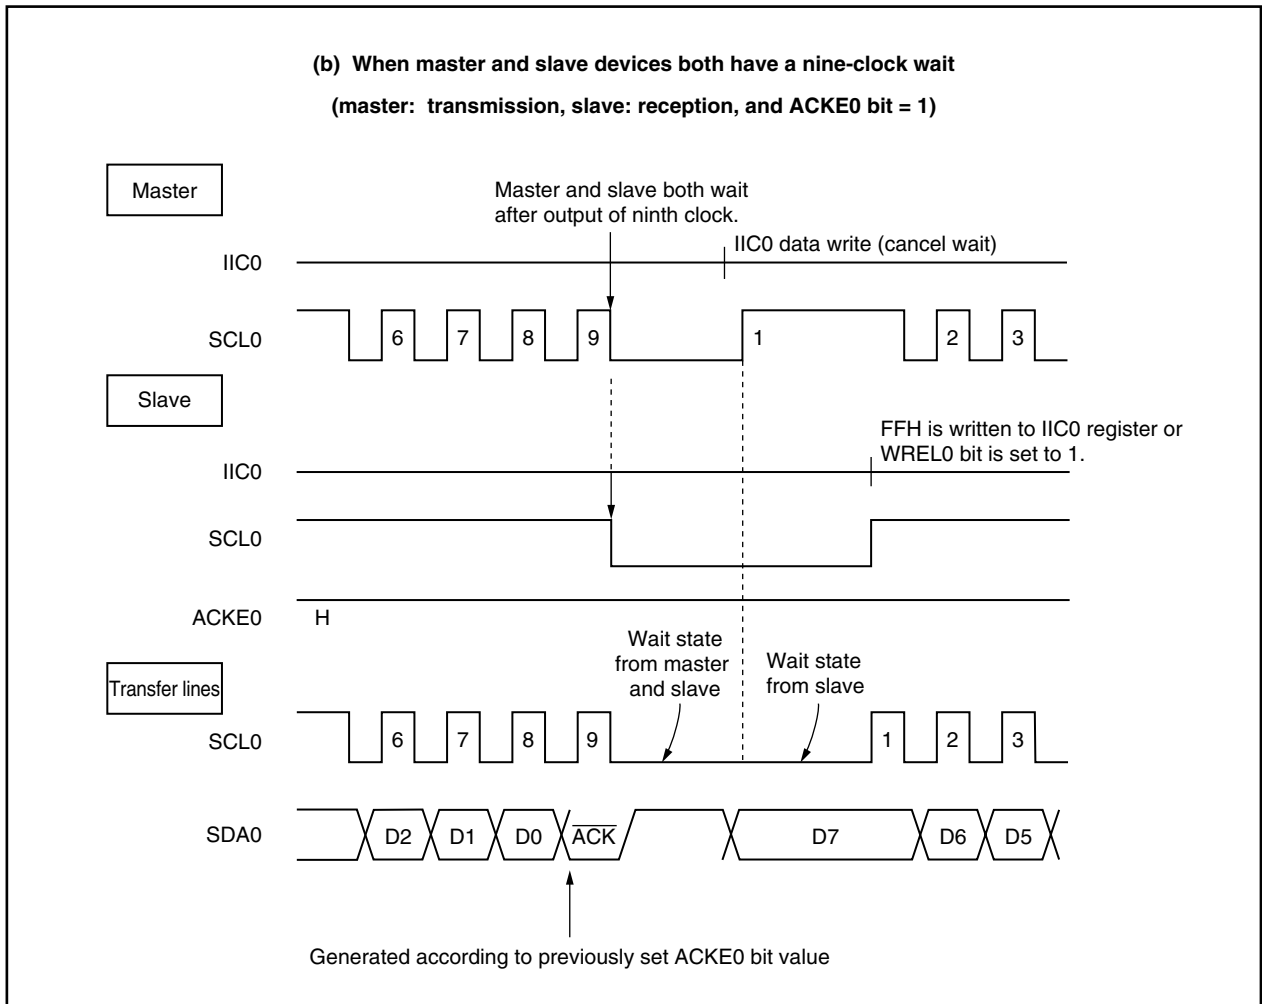 (b) When master and slave devices both have a nine-clock wait
(master: transmission, slave: reception, and ACKE0 bit = 1)
Master
Master and slave both wait
after output of ninth clock.
IIC0 data write (cancel wait)
IIC0
SCL0
6 7 8 9 1 2 3
Slave
FFH is written to IIC0 register or
WREL0 bit is set to 1.
IIC0
SCL0
ACKE0 H
Wait state
from master
and slave
Wait state
from slave
Transfer lines
SCL0
6 7 8 9 1 2 3
SDA0
D2 D1 D0 A̅C̅K̅ D7 D6 D5
Generated according to previously set ACKE0 bit value